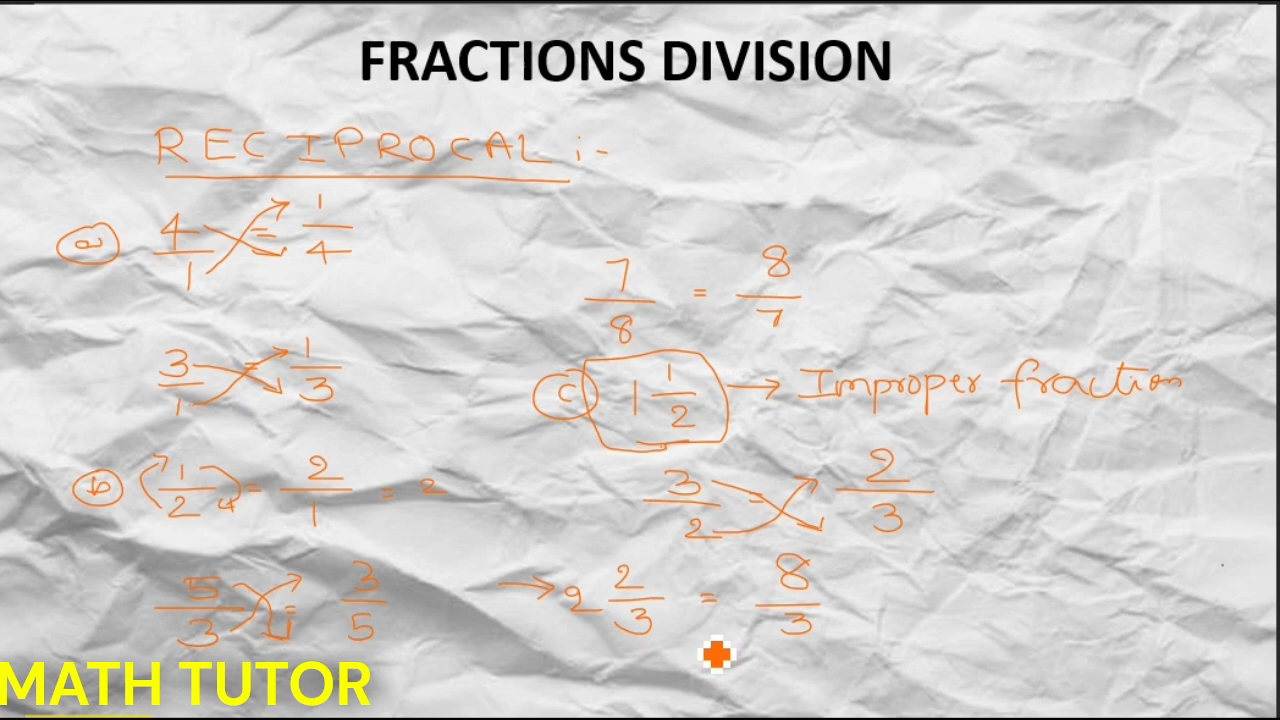 FRACTIONS DIVISION
RECIPROCAL :-
(a) 4/1 = 1/4
3/1 = 1/3
(b) 1/2 = 2/1 = 2
5/3 = 3/5
7/8 = 8/7
(c) 1 1/2 → Improper fraction
3/2 = 2/3
→ 2 2/3 = 8/3
MATH TUTOR